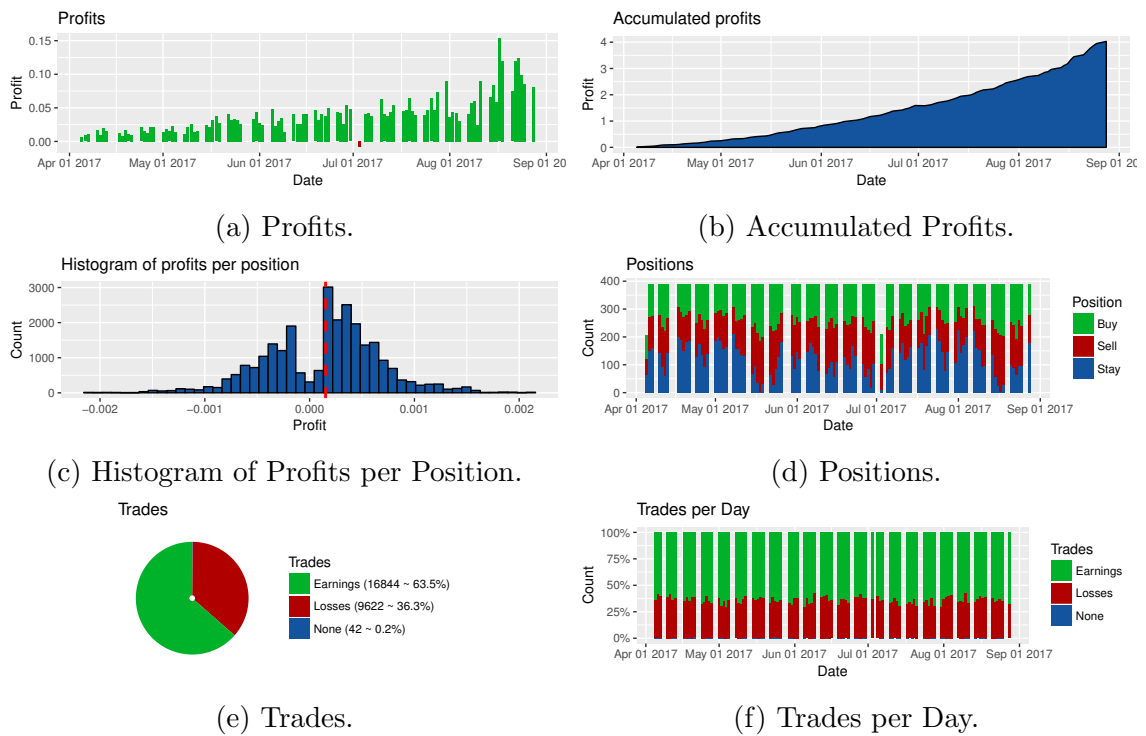 Profits
Profit
0.15
0.10
0.05
0.00
Apr 01 2017 May 01 2017 Jun 01 2017 Jul 01 2017 Aug 01 2017 Sep 01 20
Date
(a) Profits.
Accumulated profits
Profit
4
3
2
1
0
Apr 01 2017 May 01 2017 Jun 01 2017 Jul 01 2017 Aug 01 2017 Sep 01 20
Date
(b) Accumulated Profits.
Histogram of profits per position
Count
3000
2000
1000
0
−0.002 −0.001 0.000 0.001 0.002
Profit
(c) Histogram of Profits per Position.
Positions
Count
400
300
200
100
0
Apr 01 2017 May 01 2017 Jun 01 2017 Jul 01 2017 Aug 01 2017 Sep 01 2017
Date
Position
Buy
Sell
Stay
(d) Positions.
Trades
Trades
Earnings (16844 ~ 63.5%)
Losses (9622 ~ 36.3%)
None (42 ~ 0.2%)
(e) Trades.
Trades per Day
Count
100%
75%
50%
25%
0%
Apr 01 2017 May 01 2017 Jun 01 2017 Jul 01 2017 Aug 01 2017 Sep 01 2017
Date
Trades
Earnings
Losses
None
(f) Trades per Day.